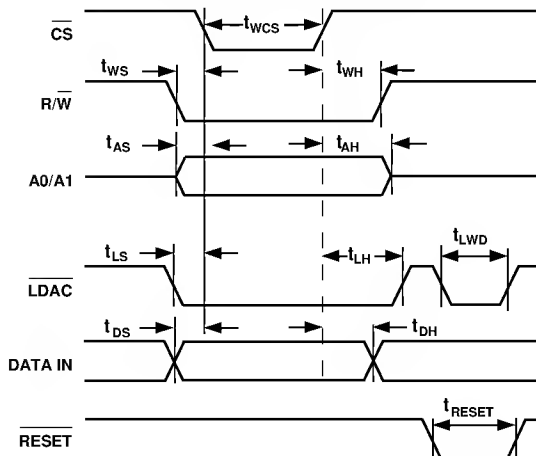 tWCS
CS
tWS
tWH
R/W
tAS
tAH
A0/A1
tLS
tLH
tLWD
LDAC
tDS
tDH
DATA IN
tRESET
RESET